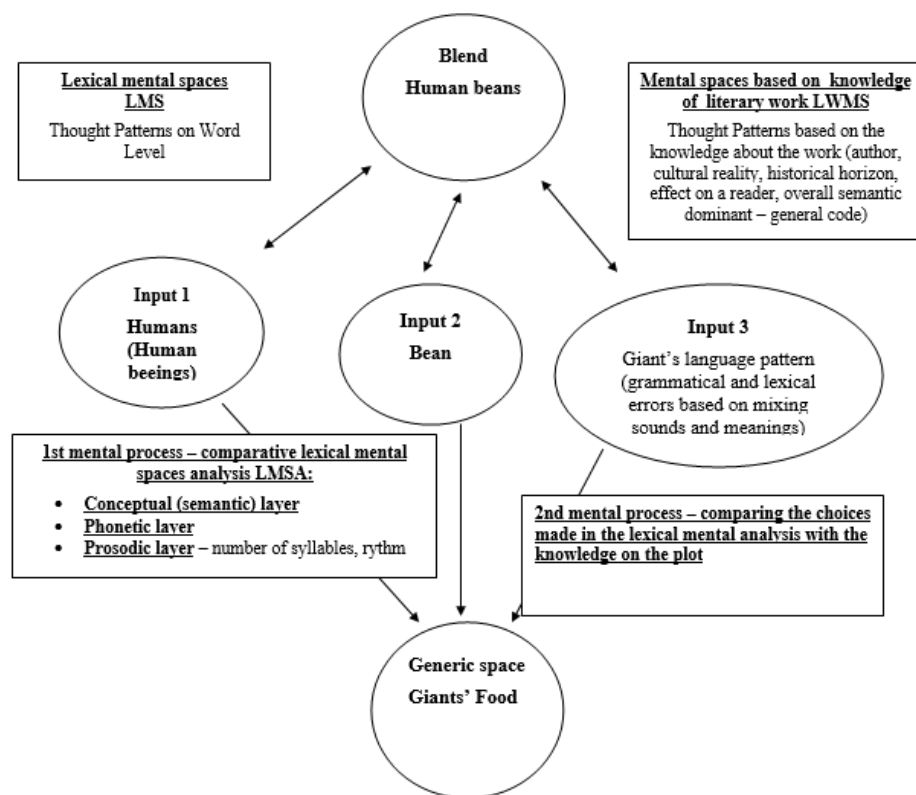 Blend
Human beans
Lexical mental spaces
LMS
Thought Patterns on Word
Level
Mental spaces based on knowledge
of literary work LWMS
Thought Patterns based on the
knowledge about the work (author,
cultural reality, historical horizon,
effect on a reader, overall semantic
dominant – general code)
Input 1
Humans
(Human
beeings)
Input 2
Bean
Input 3
Giant's language pattern
(grammatical and lexical
errors based on mixing
sounds and meanings)
1st mental process – comparative lexical mental
spaces analysis LMSA:
• Conceptual (semantic) layer
• Phonetic layer
• Prosodic layer – number of syllables, rythm
2nd mental process – comparing the choices
made in the lexical mental analysis with the
knowledge on the plot
Generic space
Giants' Food